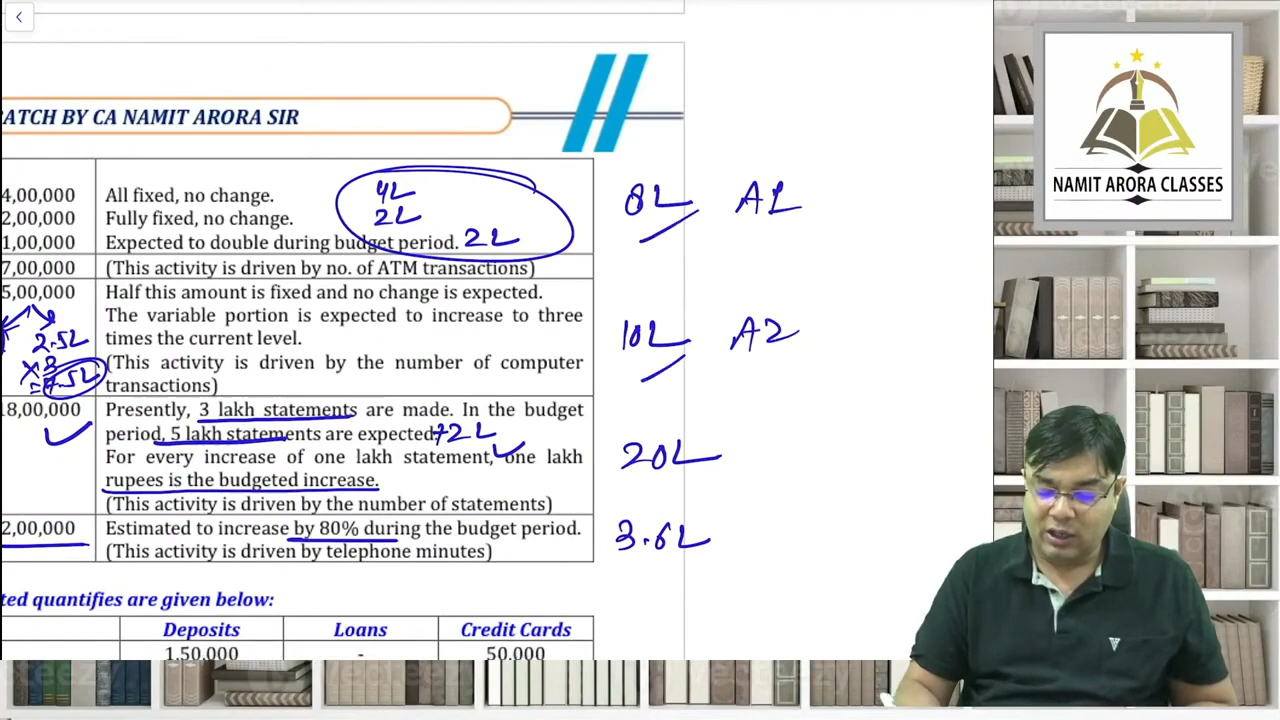 ATCH BY CA NAMIT ARORA SIR
NAMIT ARORA CLASSES
4,00,000 All fixed, no change. 4L
2,00,000 Fully fixed, no change. 2L
8L A1
1,00,000 Expected to double during budget period. 2L
7,00,000 (This activity is driven by no. of ATM transactions)
5,00,000 Half this amount is fixed and no change is expected.
The variable portion is expected to increase to three
2.5L times the current level.
10L A2
×3 (This activity is driven by the number of computer
=7.5L transactions)
18,00,000 Presently, 3 lakh statements are made. In the budget
period, 5 lakh statements are expected. +2L
For every increase of one lakh statement, one lakh
20L
rupees is the budgeted increase.
(This activity is driven by the number of statements)
2,00,000 Estimated to increase by 80% during the budget period.
3.6L
(This activity is driven by telephone minutes)
ted quantifies are given below:
Deposits Loans Credit Cards
1,50,000 - 50,000